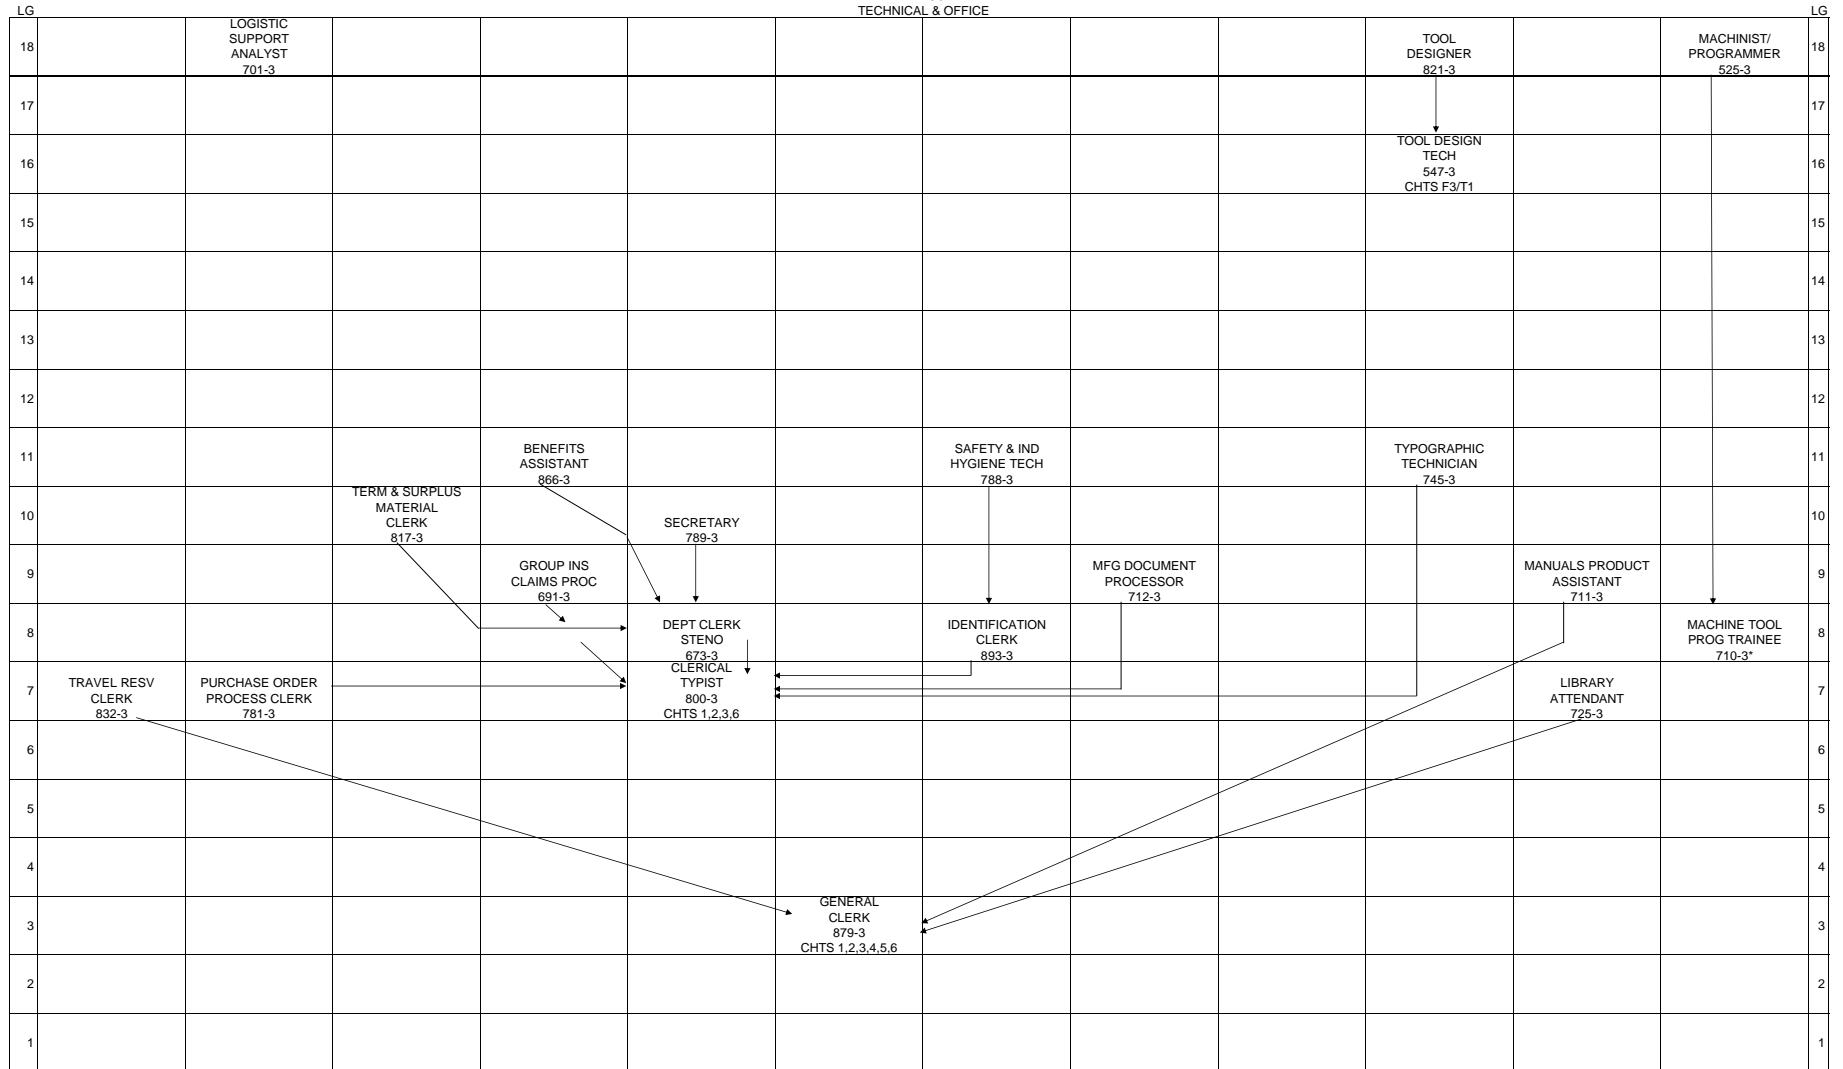 TECHNICAL & OFFICE
LG
LG
18
LOGISTIC
SUPPORT
ANALYST
701-3
TOOL
DESIGNER
821-3
MACHINIST/
PROGRAMMER
525-3
18
17
17
16
TOOL DESIGN
TECH
547-3
CHTS F3/T1
16
15
15
14
14
13
13
12
12
11
BENEFITS
ASSISTANT
866-3
SAFETY & IND
HYGIENE TECH
788-3
TYPOGRAPHIC
TECHNICIAN
745-3
11
10
TERM & SURPLUS
MATERIAL
CLERK
817-3
SECRETARY
789-3
10
9
GROUP INS
CLAIMS PROC
691-3
MFG DOCUMENT
PROCESSOR
712-3
MANUALS PRODUCT
ASSISTANT
711-3
9
8
DEPT CLERK
STENO
673-3
IDENTIFICATION
CLERK
893-3
MACHINE TOOL
PROG TRAINEE
710-3*
8
7
TRAVEL RESV
CLERK
832-3
PURCHASE ORDER
PROCESS CLERK
781-3
CLERICAL
TYPIST
800-3
CHTS 1,2,3,6
LIBRARY
ATTENDANT
725-3
7
6
6
5
5
4
4
3
GENERAL
CLERK
879-3
CHTS 1,2,3,4,5,6
3
2
2
1
1